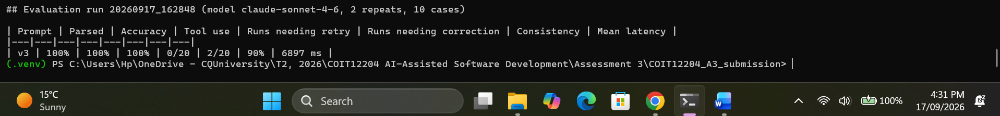 ## Evaluation run 20260917_162848 (model claude-sonnet-4-6, 2 repeats, 10 cases)
| Prompt | Parsed | Accuracy | Tool use | Runs needing retry | Runs needing correction | Consistency | Mean latency |
|---|---|---|---|---|---|---|---|
| v3 | 100% | 100% | 100% | 0/20 | 2/20 | 90% | 6897 ms |
(.venv) PS C:\Users\Hp\OneDrive - CQUniversity\T2, 2026\COIT12204 AI-Assisted Software Development\Assessment 3\COIT12204_A3_submission>
15°C
Sunny
Search
W
100%
4:31 PM
17/09/2026